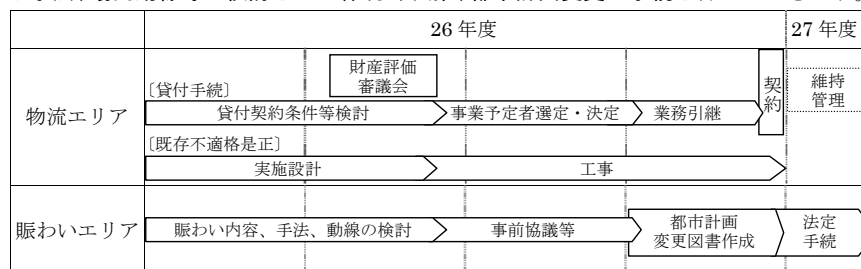 26年度
27年度
物流エリア
〔貸付手続〕
財産評価
審議会
貸付契約条件等検討
事業予定者選定・決定
業務引継
契約
維持
管理
〔既存不適格是正〕
実施設計
工事
賑わいエリア
賑わい内容、手法、動線の検討
事前協議等
都市計画
変更図書作成
法定
手続